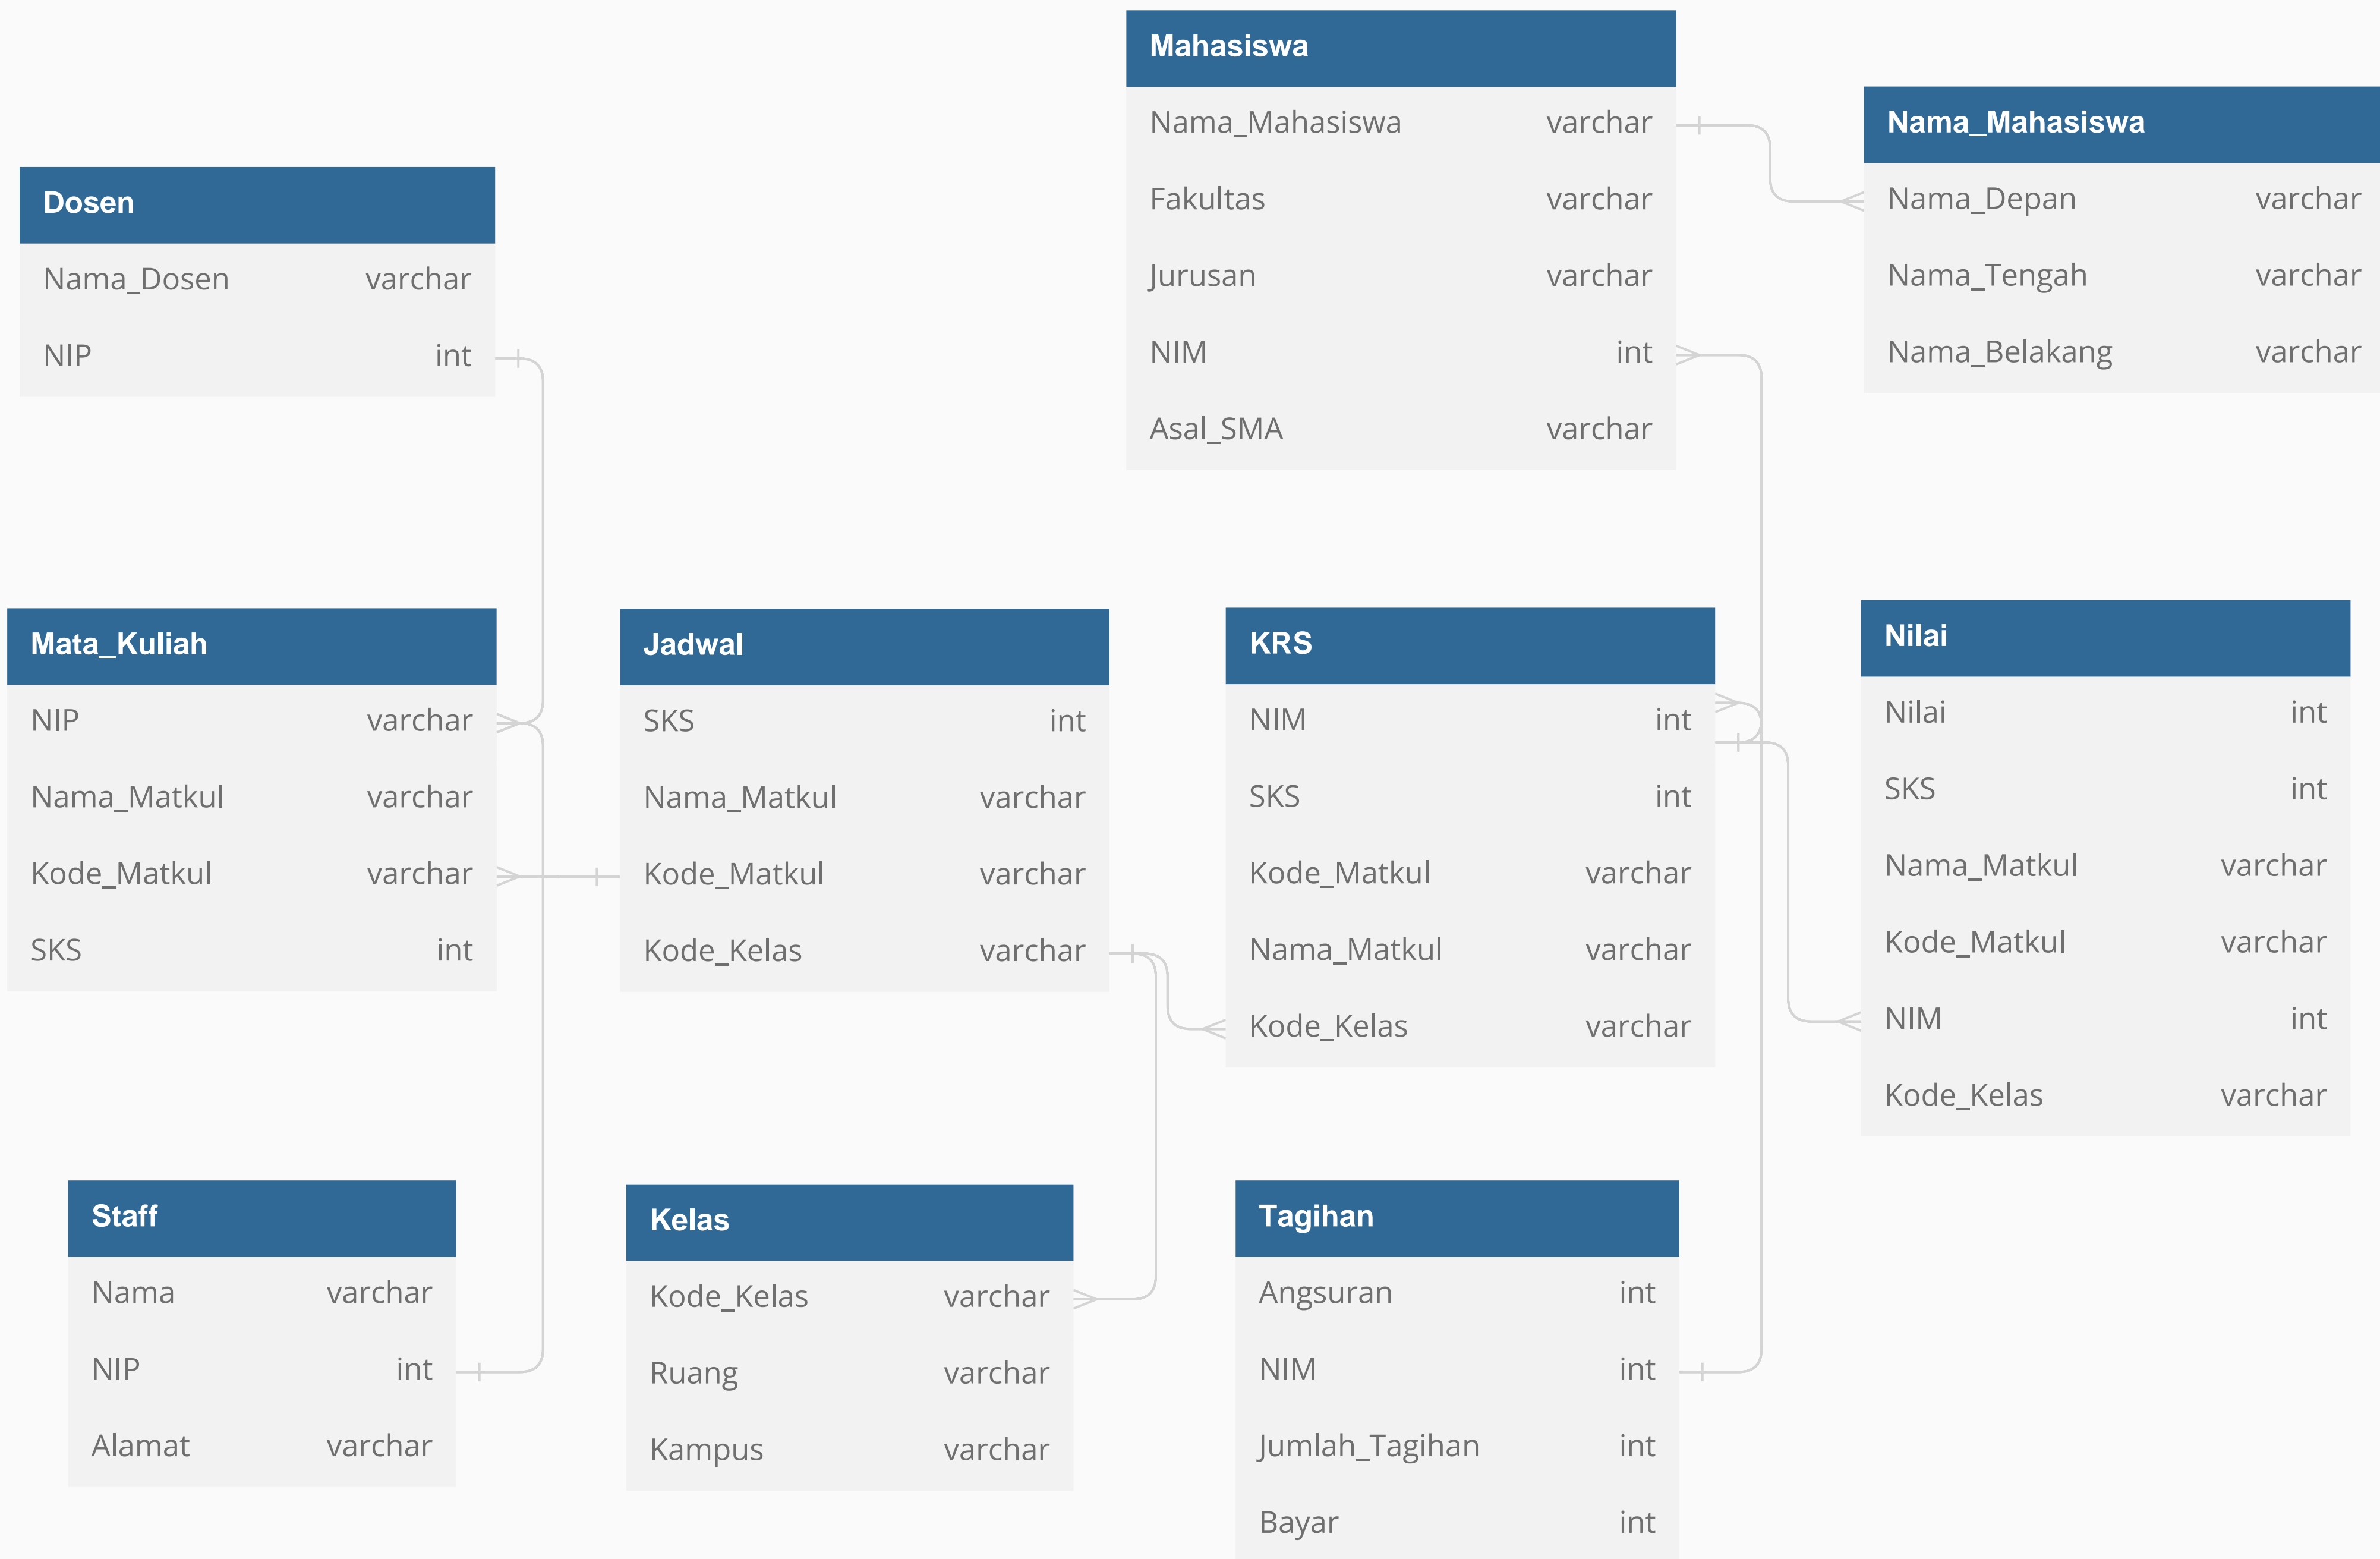 Mahasiswa
Nama_Mahasiswa varchar
Fakultas varchar
Jurusan varchar
NIM int
Asal_SMA varchar
Nama_Mahasiswa
Nama_Depan varchar
Nama_Tengah varchar
Nama_Belakang varchar
Dosen
Nama_Dosen varchar
NIP int
Mata_Kuliah
NIP varchar
Nama_Matkul varchar
Kode_Matkul varchar
SKS int
Jadwal
SKS int
Nama_Matkul varchar
Kode_Matkul varchar
Kode_Kelas varchar
KRS
NIM int
SKS int
Kode_Matkul varchar
Nama_Matkul varchar
Kode_Kelas varchar
Nilai
Nilai int
SKS int
Nama_Matkul varchar
Kode_Matkul varchar
NIM int
Kode_Kelas varchar
Staff
Nama varchar
NIP int
Alamat varchar
Kelas
Kode_Kelas varchar
Ruang varchar
Kampus varchar
Tagihan
Angsuran int
NIM int
Jumlah_Tagihan int
Bayar int